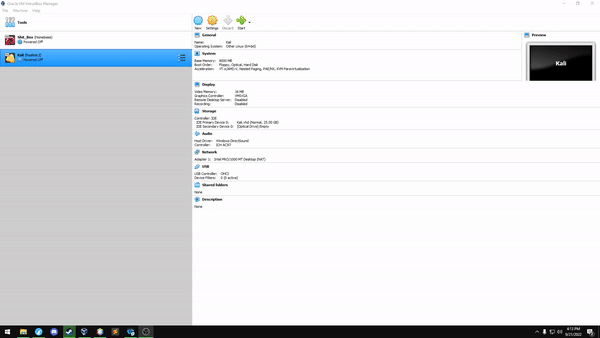 Oracle VM VirtualBox Manager
File Machine Help
Tools
New Settings Discard Start
Powered Off
Kali
Powered Off
General
Name: Kali
Operating System: Other Linux (64-bit)
System
Base Memory: 8000 MB
Boot Order: Floppy, Optical, Hard Disk
Acceleration: VT-x/AMD-V, Nested Paging, PAE/NX, KVM Paravirtualization
Preview
Kali
Display
Video Memory: 16 MB
Graphics Controller: VMSVGA
Remote Desktop Server: Disabled
Recording: Disabled
Storage
Controller: IDE
IDE Primary Device 0: Kali.vhd (Normal, 25.00 GB)
IDE Secondary Device 0: [Optical Drive] Empty
Audio
Host Driver: Windows DirectSound
Controller: ICH AC97
Network
Adapter 1: Intel PRO/1000 MT Desktop (NAT)
USB
USB Controller: OHCI
Device Filters: 0 (0 active)
Shared folders
None
Description
None
4:15 PM
9/21/2022